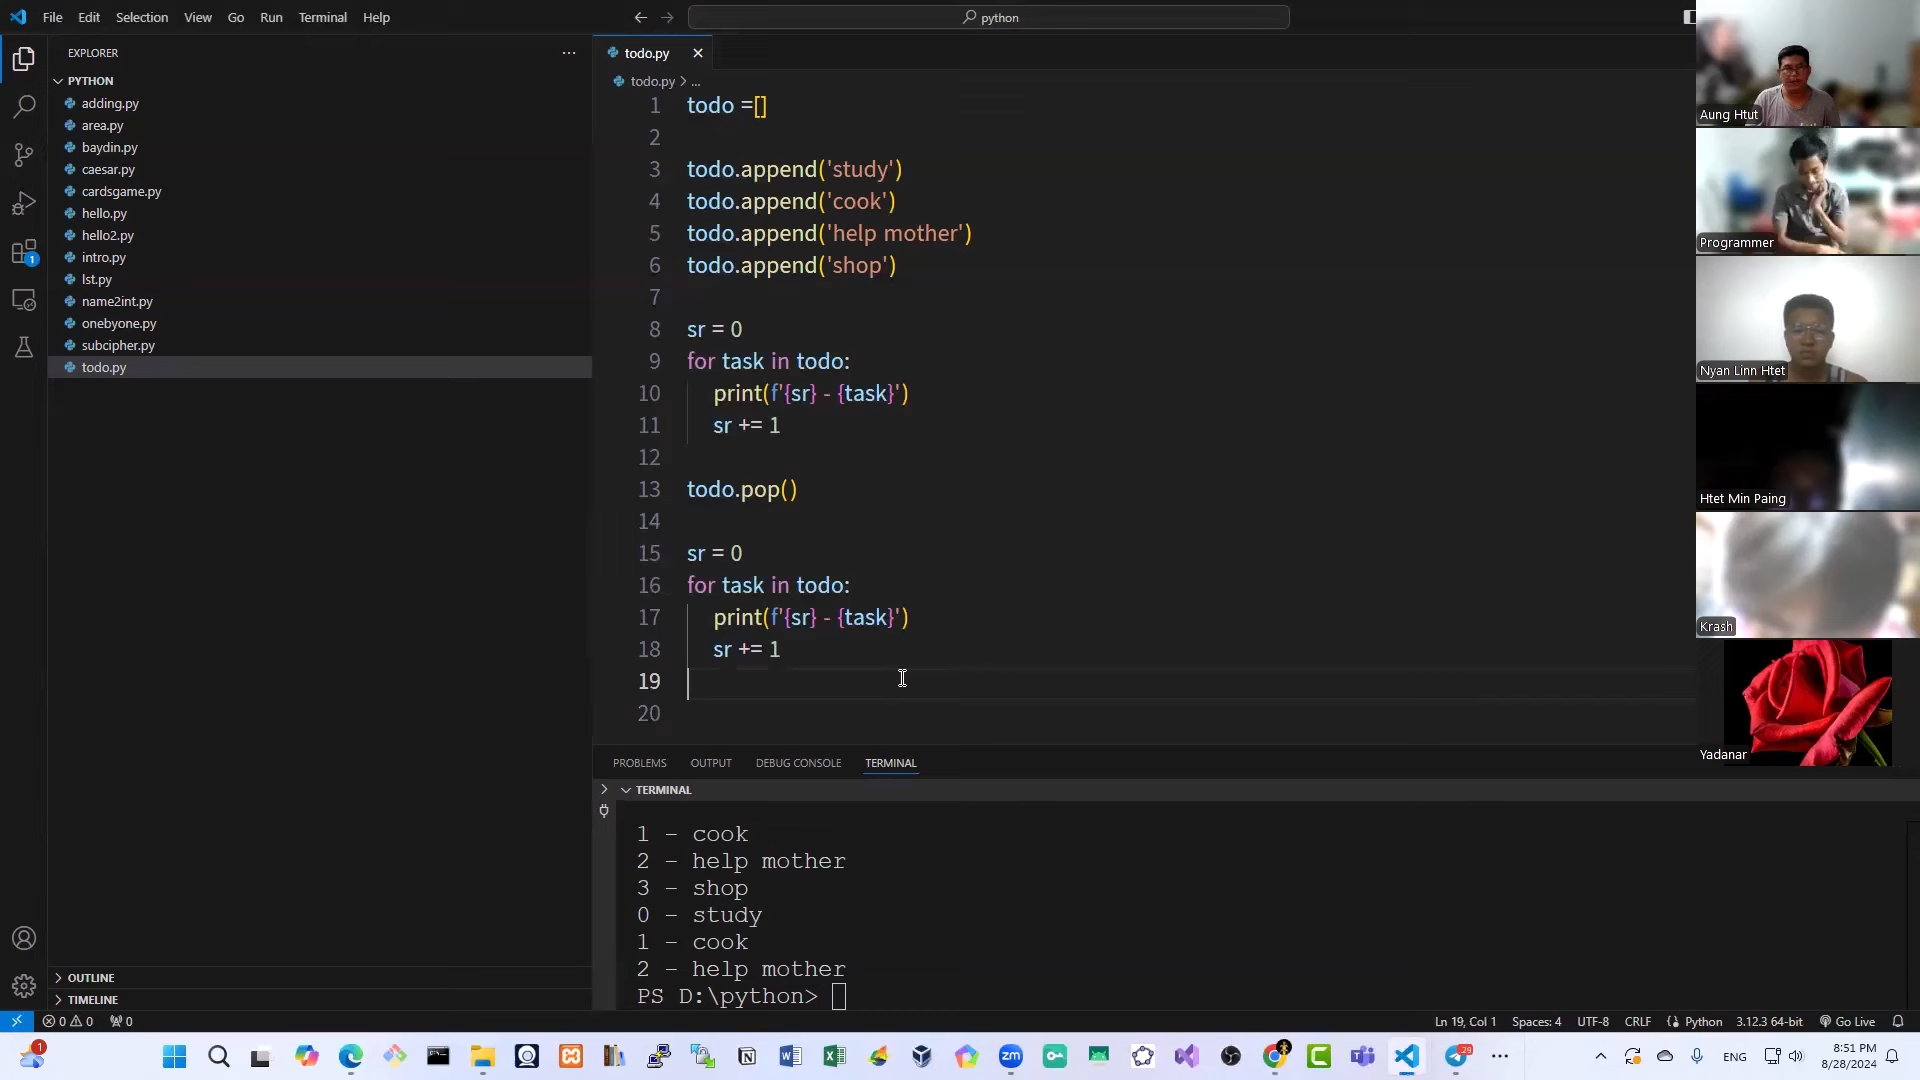 File Edit Selection View Go Run Terminal Help
python
EXPLORER
PYTHON
adding.py
area.py
baydin.py
caesar.py
cardsgame.py
hello.py
hello2.py
intro.py
lst.py
name2int.py
onebyone.py
subcipher.py
todo.py
OUTLINE
TIMELINE
1
todo.py
todo.py > ...
1 todo =[]
2
3 todo.append('study')
4 todo.append('cook')
5 todo.append('help mother')
6 todo.append('shop')
7
8 sr = 0
9 for task in todo:
10 print(f'{sr} - {task}')
11 sr += 1
12
13 todo.pop()
14
15 sr = 0
16 for task in todo:
17 print(f'{sr} - {task}')
18 sr += 1
19
20
PROBLEMS OUTPUT DEBUG CONSOLE TERMINAL
TERMINAL
1 - cook
2 - help mother
3 - shop
0 - study
1 - cook
2 - help mother
PS D:\python>
Aung Htut
Programmer
Nyan Linn Htet
Htet Min Paing
Krash
Yadanar
0 0 0
Ln 19, Col 1 Spaces: 4 UTF-8 CRLF Python 3.12.3 64-bit Go Live
1
zm
29
ENG
8:51 PM
8/28/2024